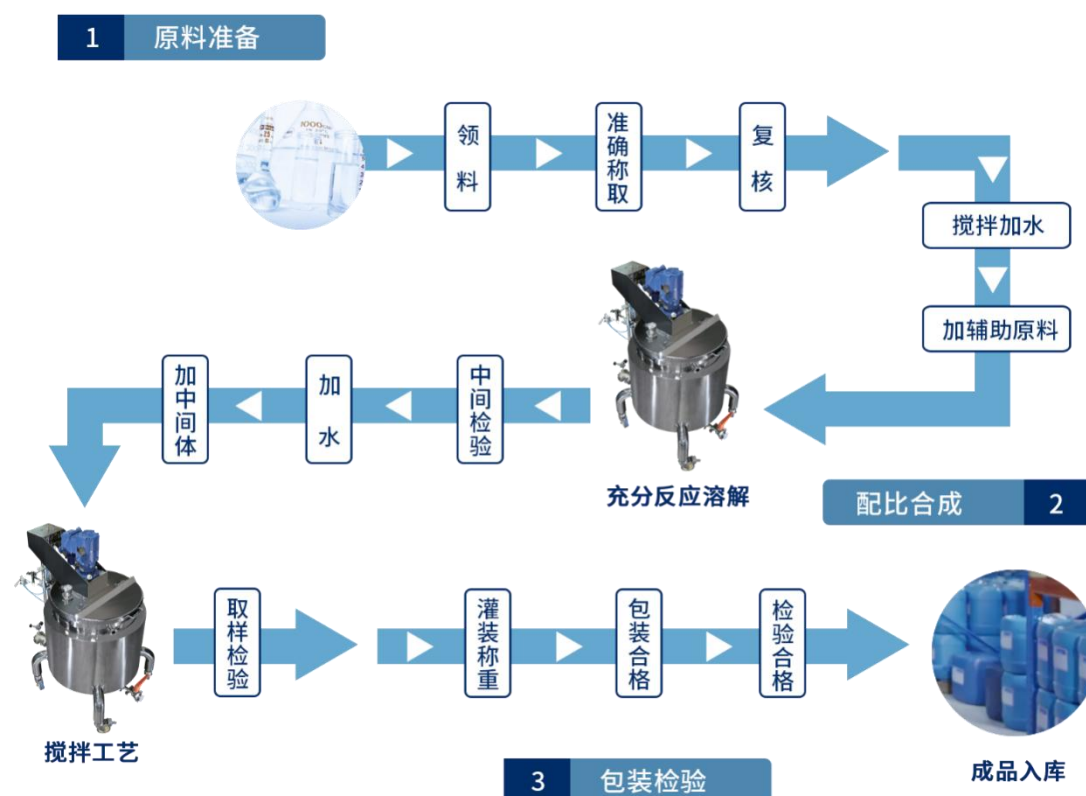 1 原料准备
领料
准确称取
复核
搅拌加水
加辅助原料
充分反应溶解
配比合成 2
中间检验
加水
加中间体
搅拌工艺
取样检验
灌装称重
包装合格
检验合格
成品入库
3 包装检验